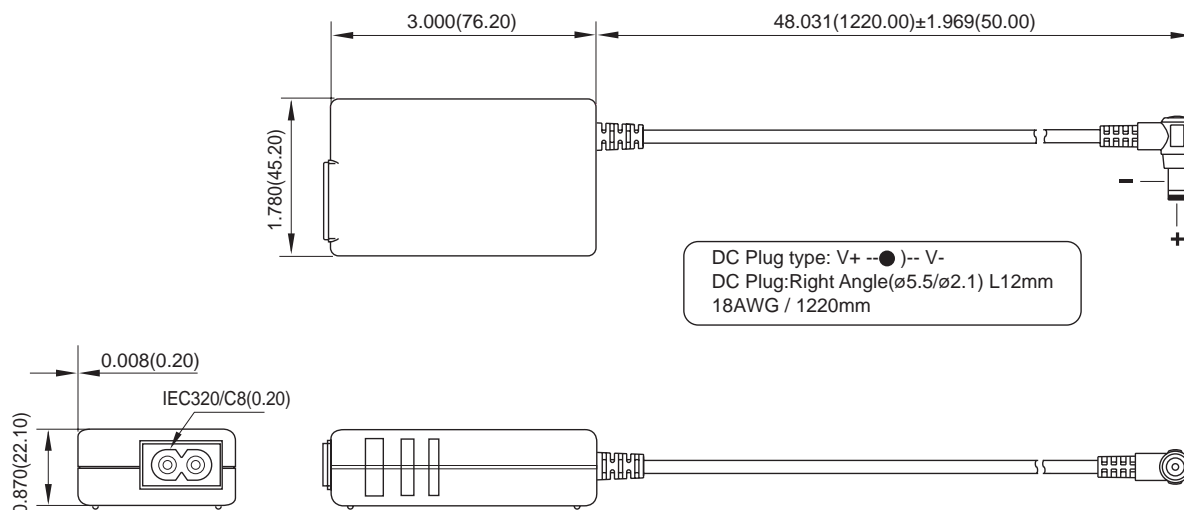 3.000(76.20)
48.031(1220.00)±1.969(50.00)
1.780(45.20)
-
+
DC Plug type: V+ --● )-- V-
DC Plug:Right Angle(ø5.5/ø2.1) L12mm
18AWG / 1220mm
0.008(0.20)
IEC320/C8(0.20)
0.870(22.10)